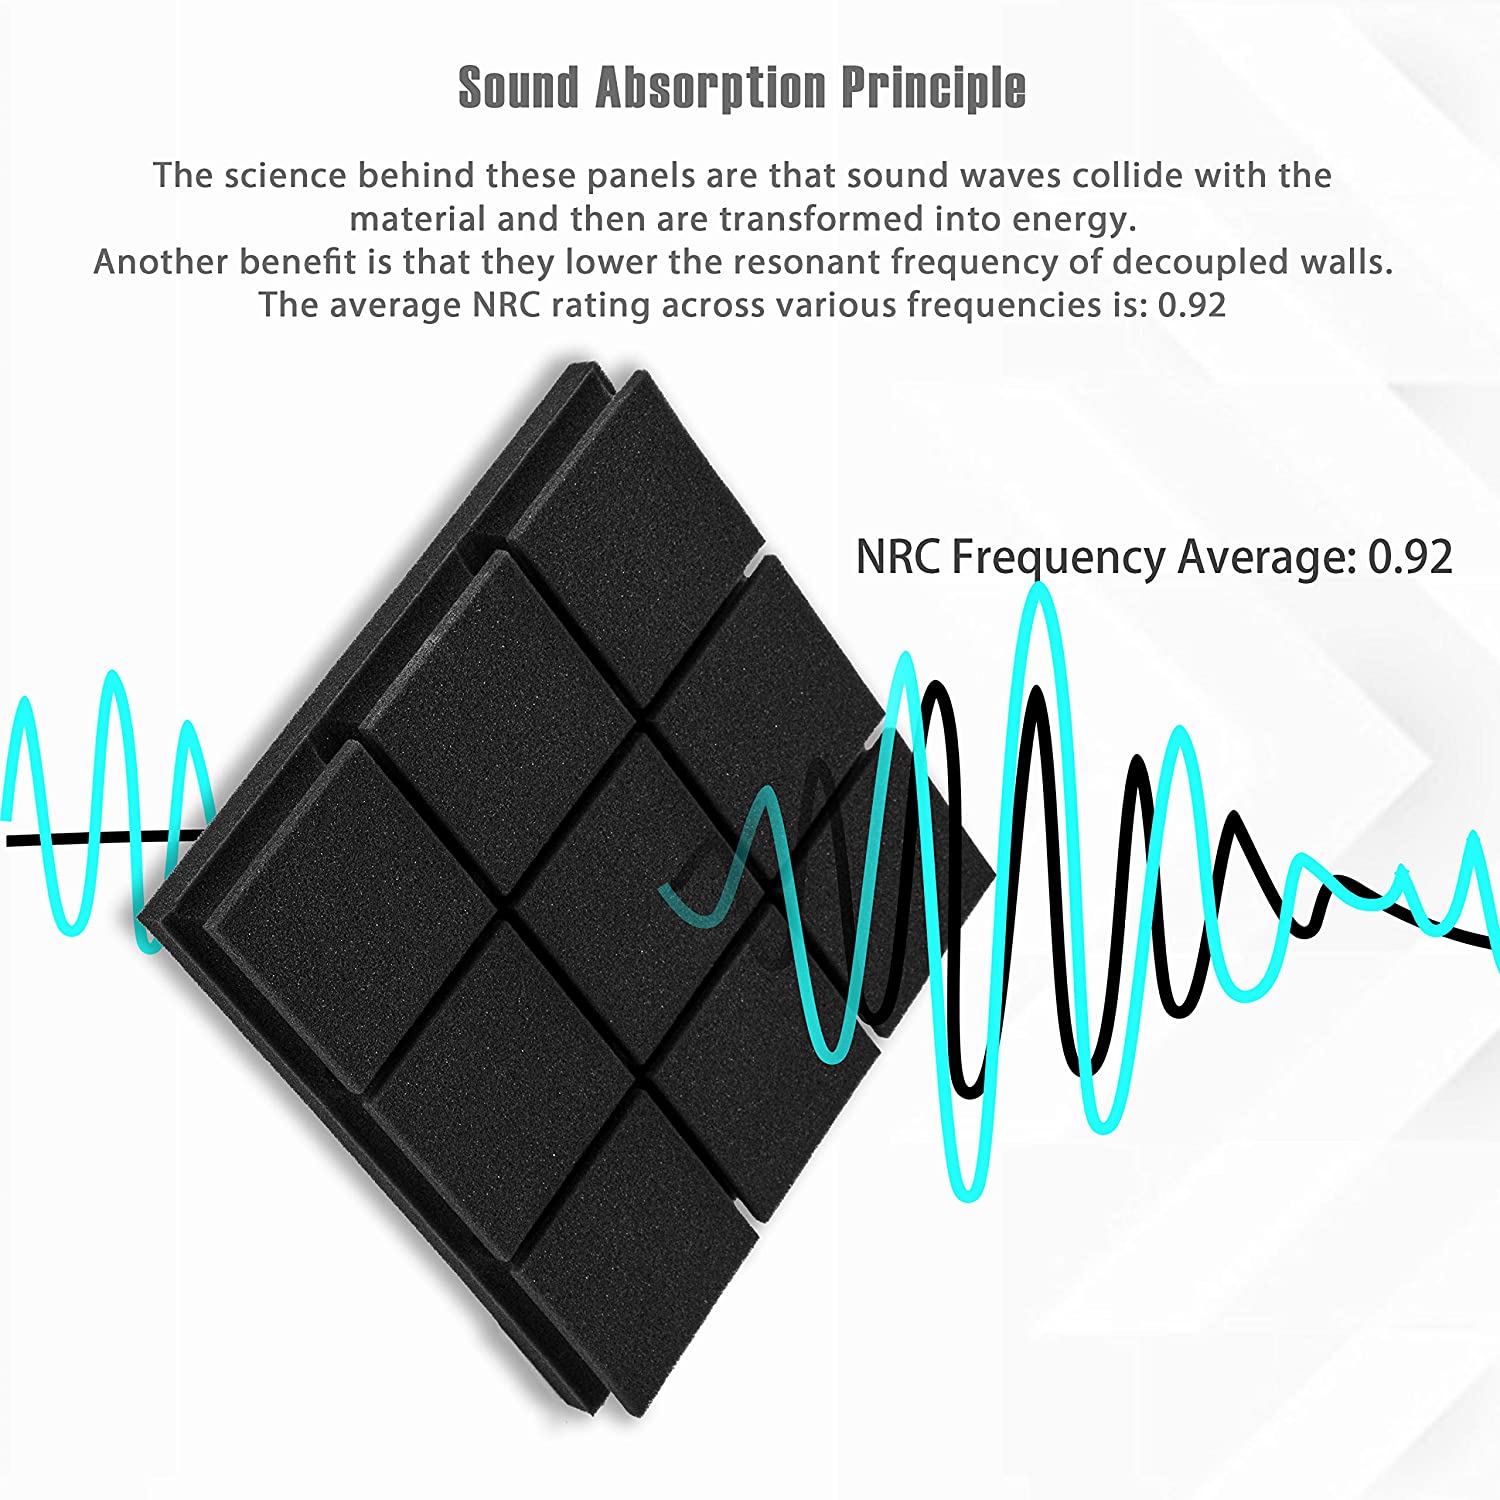 Sound Absorption Principle
The science behind these panels are that sound waves collide with the
material and then are transformed into energy.
Another benefit is that they lower the resonant frequency of decoupled walls.
The average NRC rating across various frequencies is: 0.92
NRC Frequency Average: 0.92